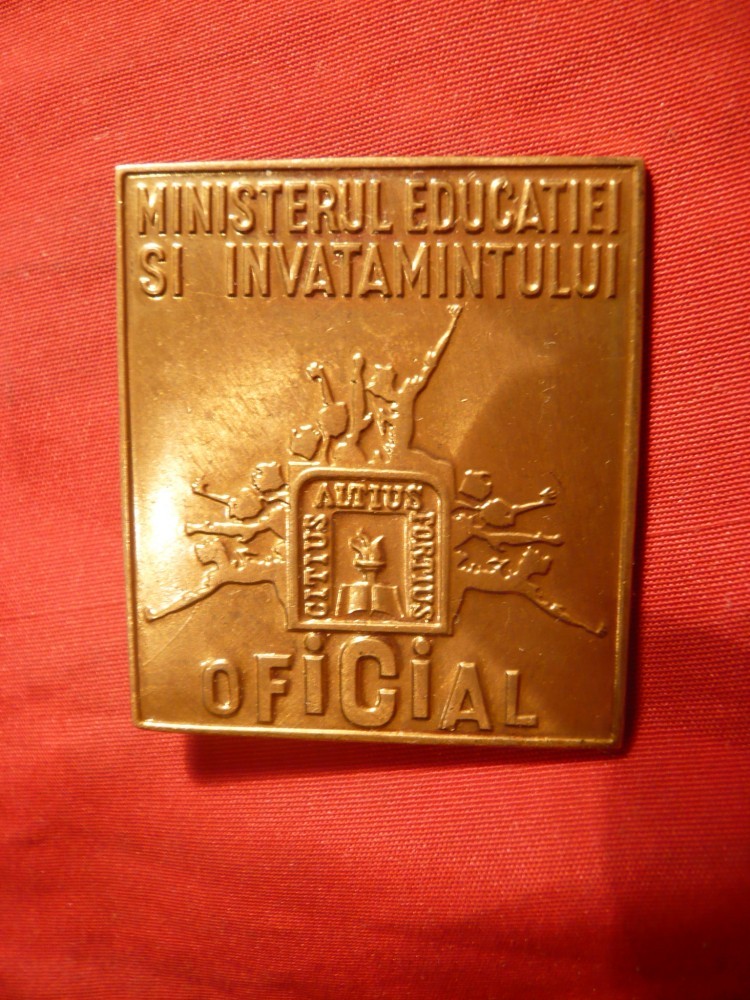 MINISTERUL EDUCATIEI
SI INVATAMINTULUI
CITIUS
ALTIUS
FORTIUS
OFiCiAL